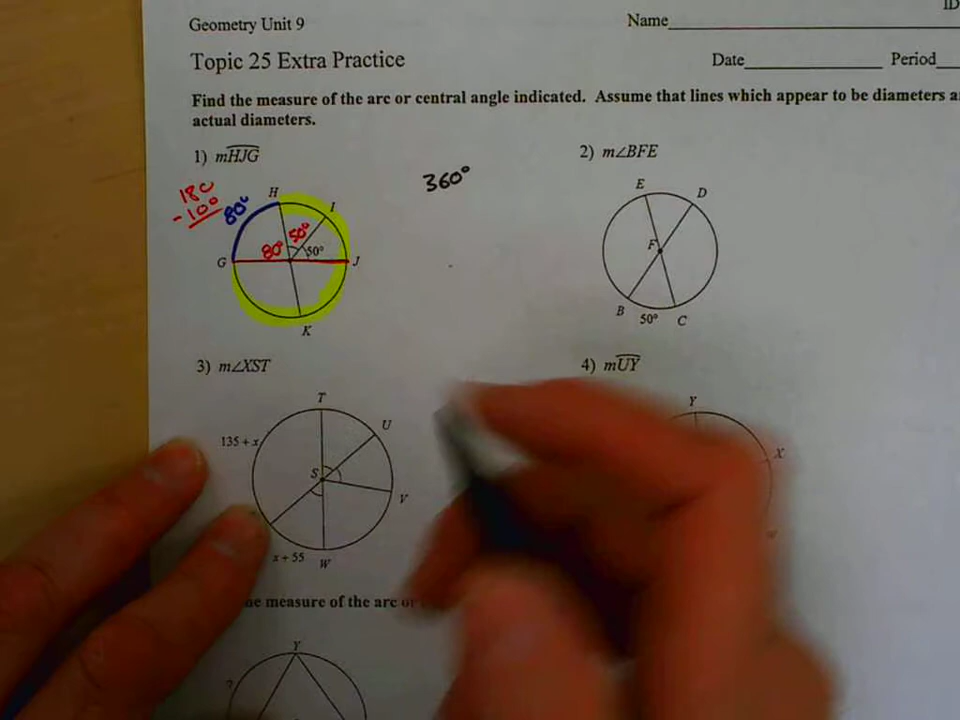 ID
Geometry Unit 9
Name
Topic 25 Extra Practice
Date Period
Find the measure of the arc or central angle indicated. Assume that lines which appear to be diameters a
actual diameters.
1) mHJG
2) m∠BFE
360°
180
-100
80°
H
I
50°
80°
50°
G
J
K
E
D
F
B
50°
C
3) m∠XST
4) mUY
T
U
135 + x
S
V
x + 55
W
Y
X
he measure of the arc or
Y
?